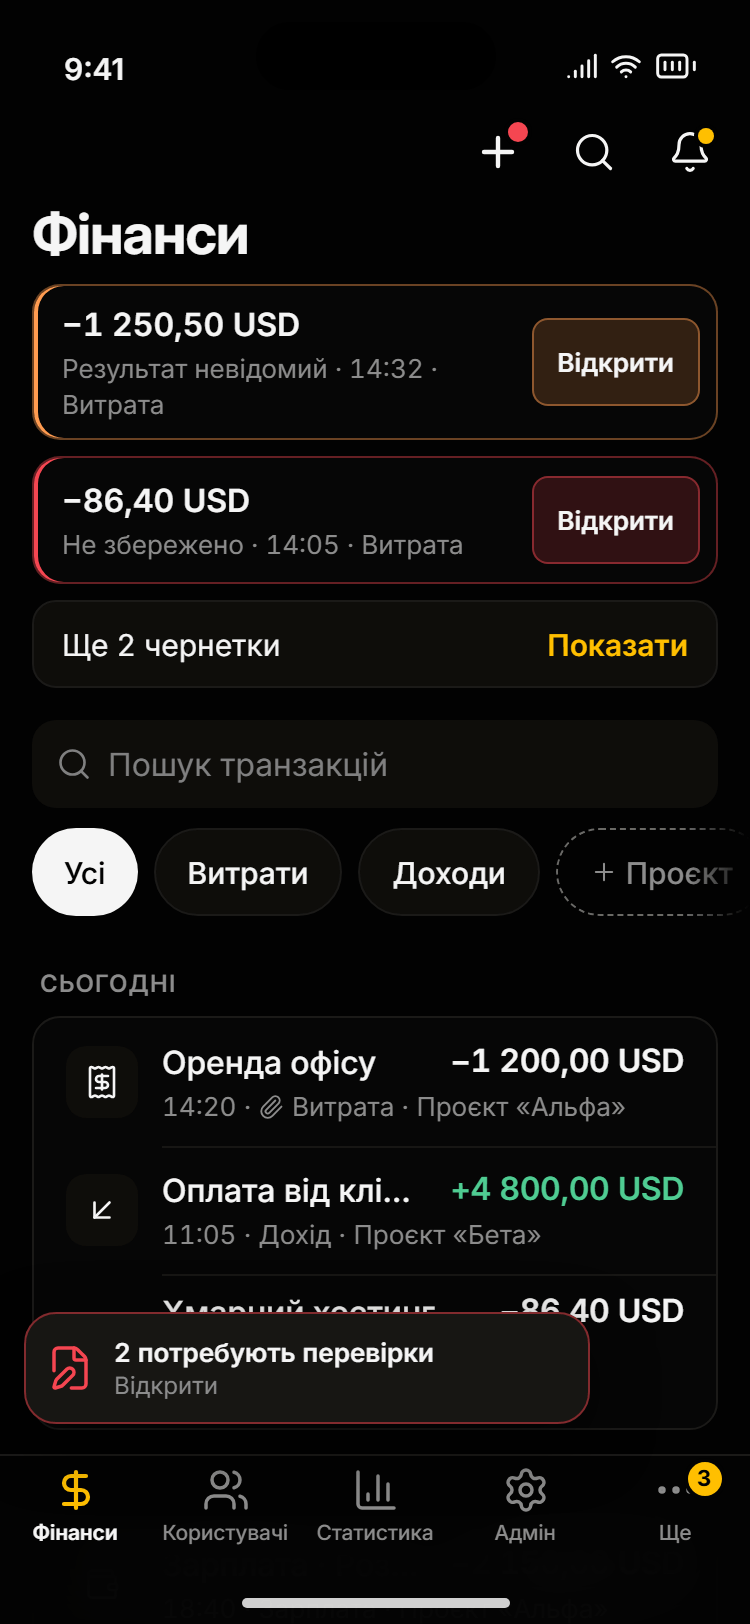 9:41
Фінанси
−1 250,50 USD
Результат невідомий · 14:32 ·
Витрата
Відкрити
−86,40 USD
Не збережено · 14:05 · Витрата
Відкрити
Ще 2 чернетки
Показати
Пошук транзакцій
Усі
Витрати
Доходи
+ Проєкт
СЬОГОДНІ
Оренда офісу
−1 200,00 USD
14:20 · Витрата · Проєкт «Альфа»
Оплата від клі...
+4 800,00 USD
11:05 · Дохід · Проєкт «Бета»
Хмарний хостинг
−86,40 USD
2 потребують перевірки
Відкрити
3
Фінанси
Користувачі
Статистика
Адмін
Ще